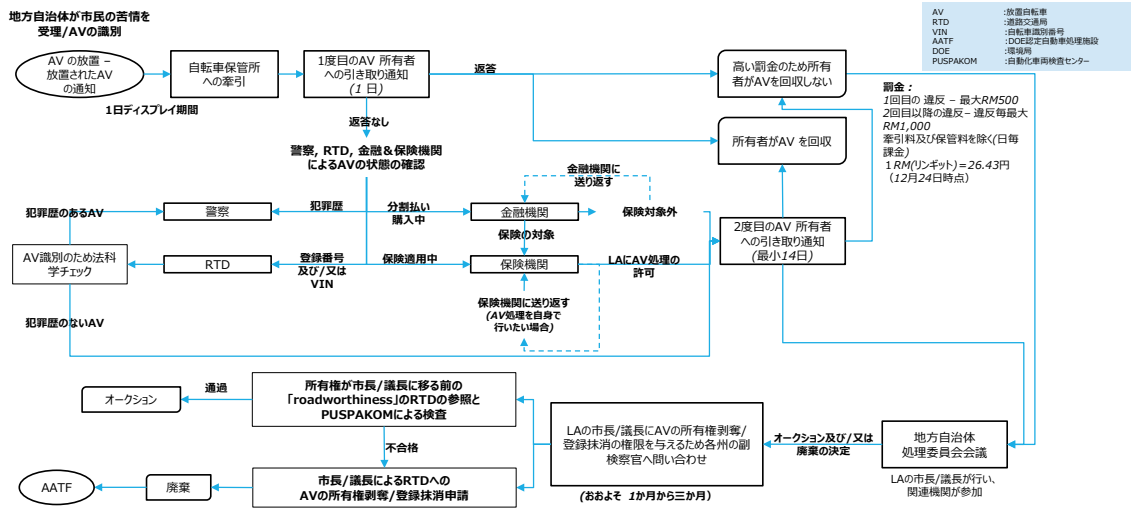 地方自治体が市民の苦情を
受理/AVの識別
AV の放置 –
放置されたAV
の通知
自転車保管所
への牽引
1日ディスプレイ期間
1度目のAV 所有者
への引き取り通知
(1 日)
返答
返答なし
高い罰金のため所有
者がAVを回収しない
所有者がAV を回収
AV :放置自転車
RTD :道路交通局
VIN :自転車識別番号
AATF :DOE認定自動車処理施設
DOE :環境局
PUSPAKOM :自動化車両検査センター
罰金：
1回目の 違反 – 最大RM500
2回目以降の違反– 違反毎最大
RM1,000
牽引料及び保管料を除く(日毎
課金)
１RM(リンギット)＝26.43円
（12月24日時点）
警察, RTD, 金融&保険機関
によるAVの状態の確認
金融機関に
送り返す
犯罪歴のあるAV
警察
犯罪歴
分割払い
購入中
金融機関
保険対象外
保険の対象
2度目のAV 所有者
への引き取り通知
(最小14日)
AV識別のため法科
学チェック
RTD
登録番号
及び/又は
VIN
保険適用中
保険機関
LAにAV処理の
許可
保険機関に送り返す
(AV処理を自身で
行いたい場合)
犯罪歴のないAV
オークション
通過
所有権が市長/議長に移る前の
「roadworthiness」のRTDの参照と
PUSPAKOMによる検査
不合格
LAの市長/議長にAVの所有権剥奪/
登録抹消の権限を与えるため各州の副
検察官へ問い合わせ
(おおよそ 1か月から三か月）
オークション及び/又は
廃棄の決定
地方自治体
処理委員会会議
LAの市長/議長が行い、
関連機関が参加
AATF
廃棄
市長/議長によるRTDへの
AVの所有権剥奪/登録抹消申請